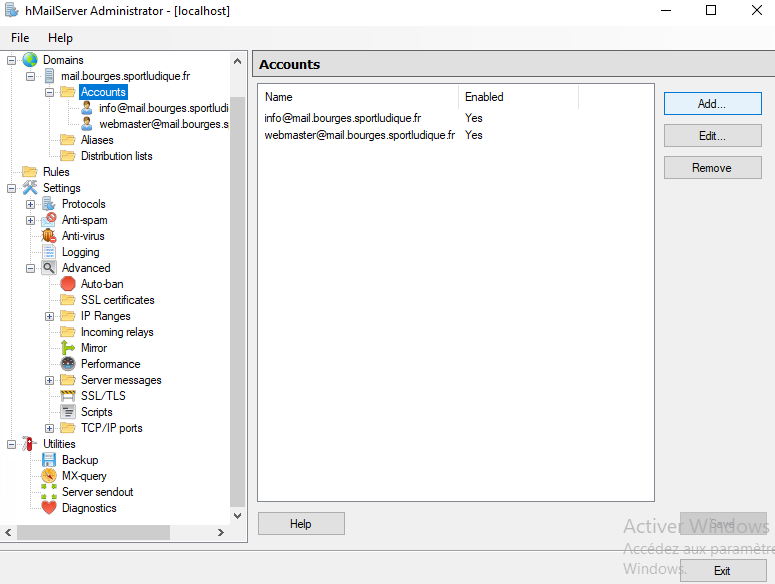 hMailServer Administrator - [localhost]
File Help
Domains
mail.bourges.sportludique.fr
Accounts
info@mail.bourges.sportludi
webmaster@mail.bourges.s
Aliases
Distribution lists
Rules
Settings
Protocols
Anti-spam
Anti-virus
Logging
Advanced
Auto-ban
SSL certificates
IP Ranges
Incoming relays
Mirror
Performance
Server messages
SSL/TLS
Scripts
TCP/IP ports
Utilities
Backup
MX-query
Server sendout
Diagnostics
Accounts
Name Enabled
info@mail.bourges.sportludique.fr Yes
webmaster@mail.bourges.sportludique.fr Yes
Add...
Edit...
Remove
Help
Save
Activer Windows
Accédez aux paramètre
Windows.
Exit